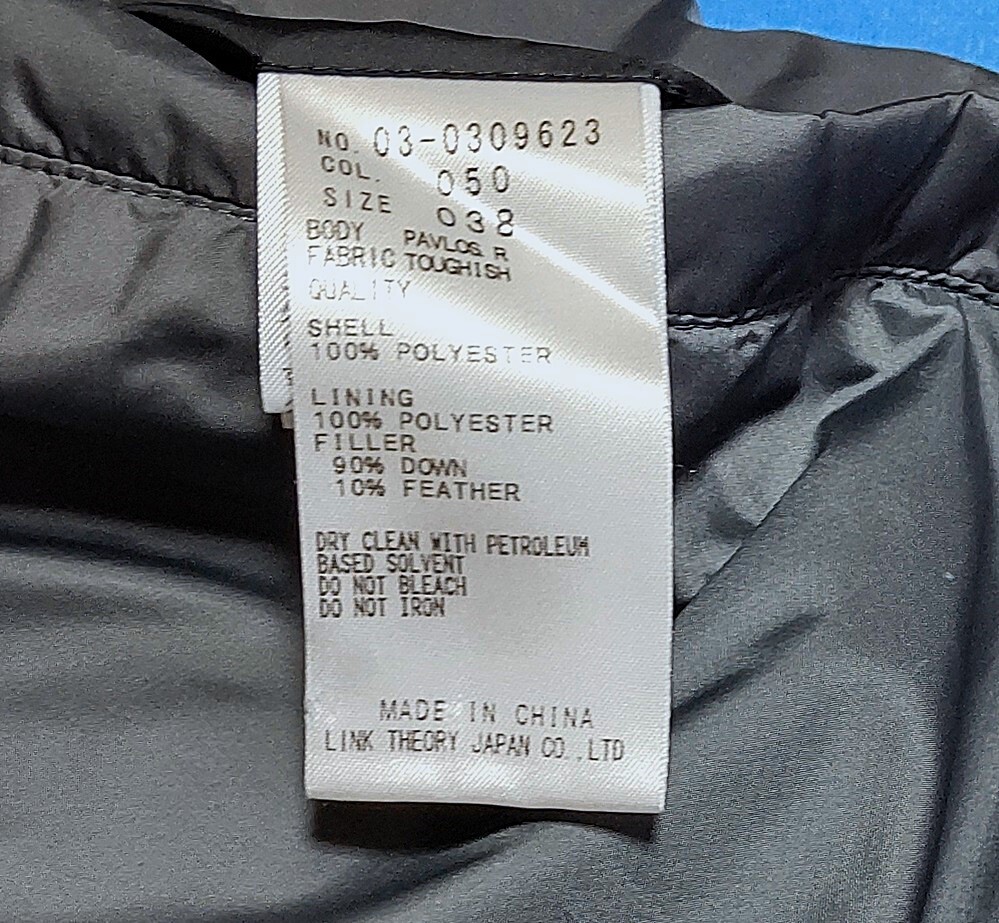 NO. 03-0309623
COL. 050
SIZE 038
BODY PAVLOS R
FABRIC TOUGHISH
QUALITY
SHELL
100% POLYESTER
LINING
100% POLYESTER
FILLER
90% DOWN
10% FEATHER
DRY CLEAN WITH PETROLEUM
BASED SOLVENT
DO NOT BLEACH
DO NOT IRON
MADE IN CHINA
LINK THEORY JAPAN CO.,LTD